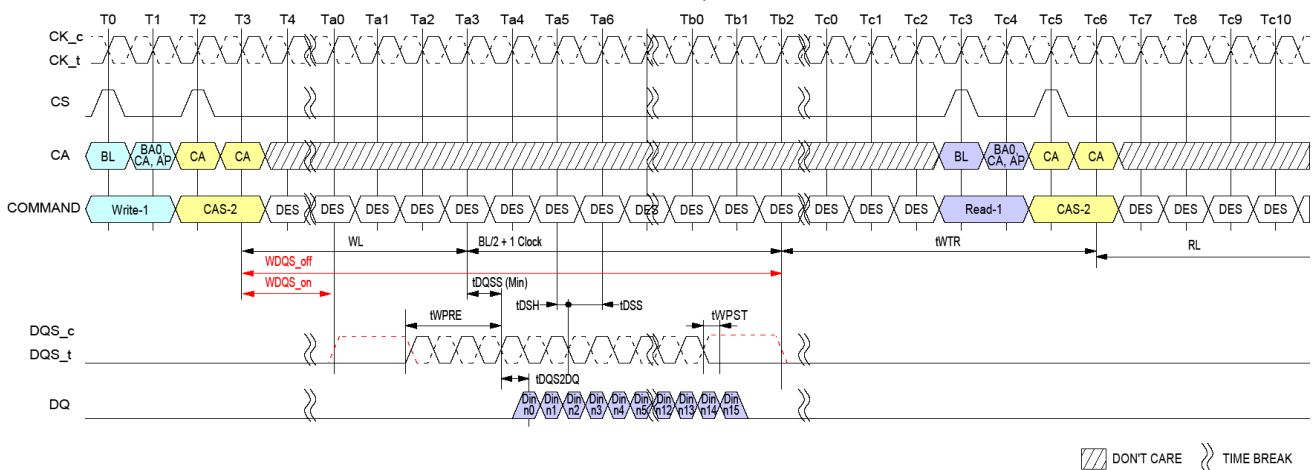 T0 T1 T2 T3 T4 Ta0 Ta1 Ta2 Ta3 Ta4 Ta5 Ta6 Tb0 Tb1 Tb2 Tc0 Tc1 Tc2 Tc3 Tc4 Tc5 Tc6 Tc7 Tc8 Tc9 Tc10
CK_c
CK_t
CS
CA BL BA0, CA, AP CA CA BL BA0, CA, AP CA CA
COMMAND Write-1 CAS-2 DES DES DES DES DES DES DES DES DES DES DES DES DES DES DES Read-1 CAS-2 DES DES DES DES
WL BL/2 + 1 Clock tWTR RL
WDQS_off
WDQS_on tDQSS (Min)
tDSH tDSS
tWPRE tWPST
DQS_c
DQS_t
tDQS2DQ
DQ Din n0 Din n1 Din n2 Din n3 Din n4 Din n5 Din n12 Din n13 Din n14 Din n15
DON'T CARE TIME BREAK